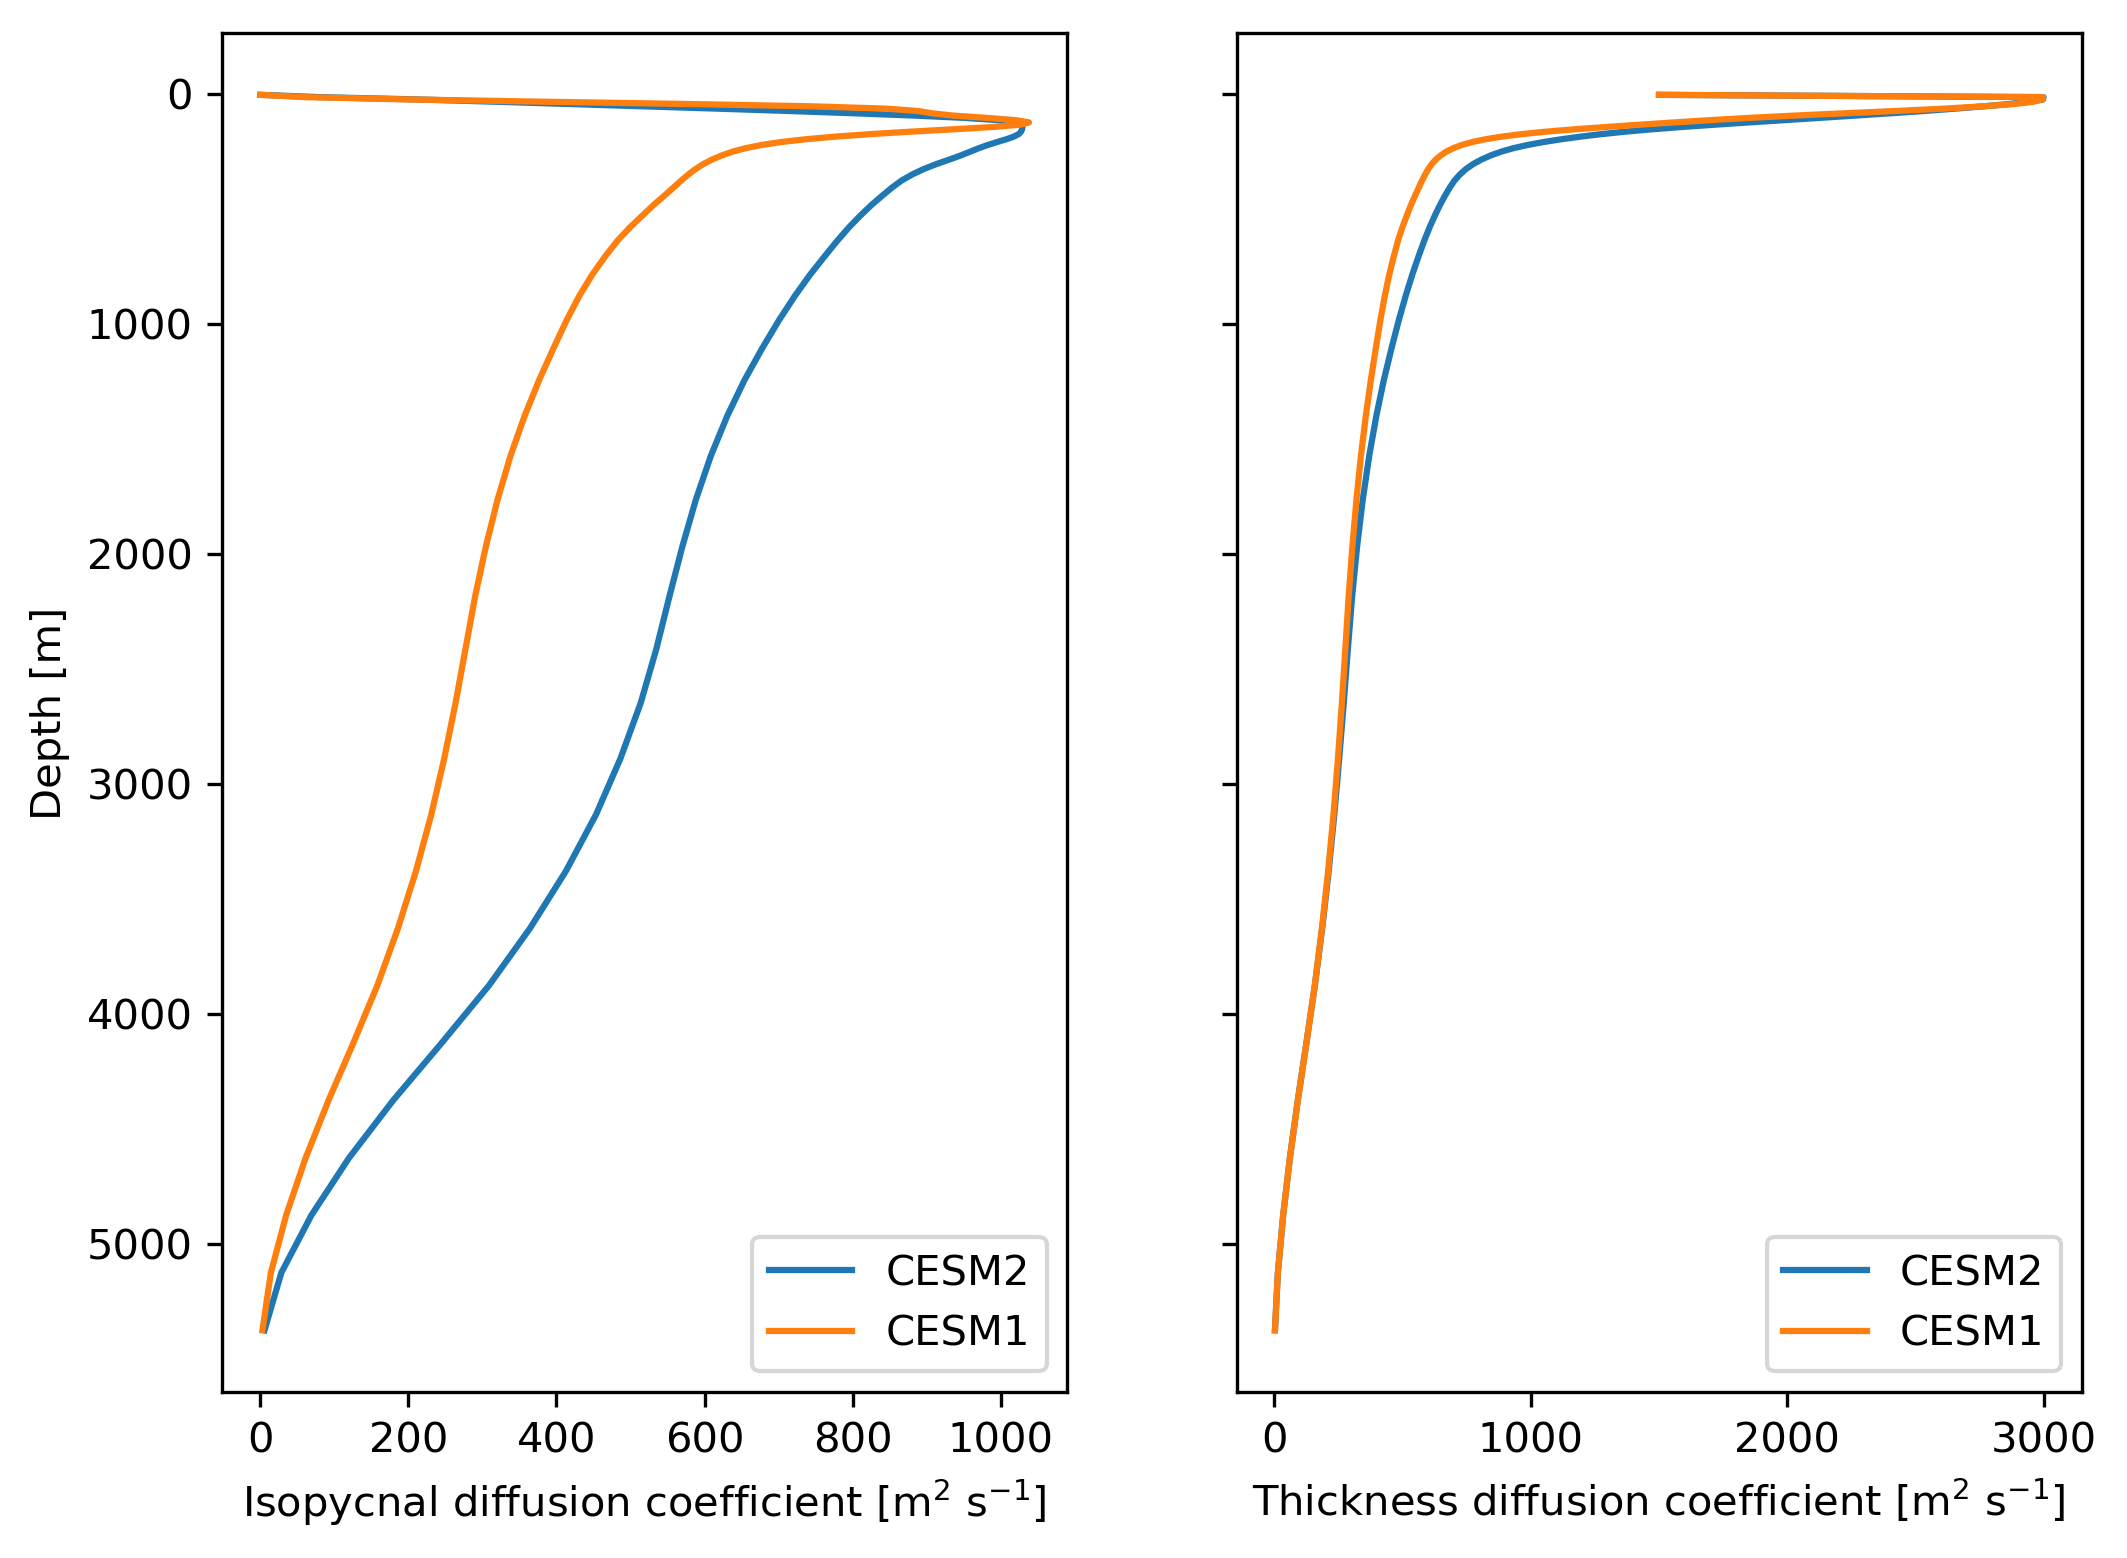 0
1000
2000
3000
4000
5000
Depth [m]
0 200 400 600 800 1000
Isopycnal diffusion coefficient [m² s⁻¹]
CESM2
CESM1
0 1000 2000 3000
Thickness diffusion coefficient [m² s⁻¹]
CESM2
CESM1